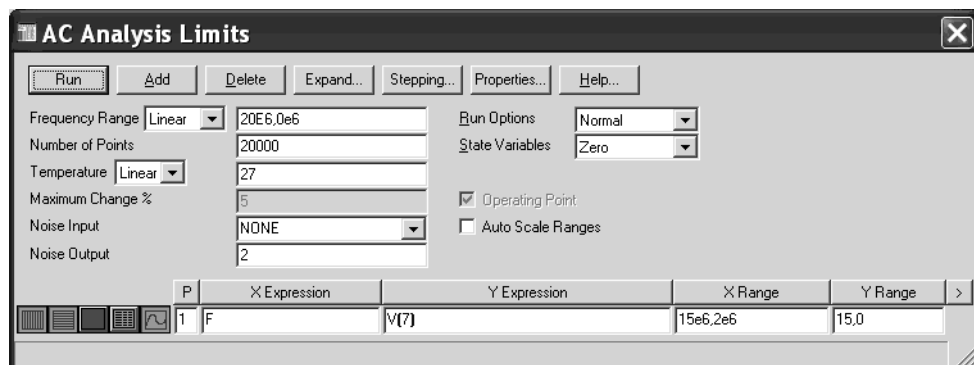 AC Analysis Limits
Run Add Delete Expand... Stepping... Properties... Help...
Frequency Range Linear 20E6,0e6 Run Options Normal
Number of Points 20000 State Variables Zero
Temperature Linear 27
Maximum Change % 5 Operating Point
Noise Input NONE Auto Scale Ranges
Noise Output 2
P X Expression Y Expression X Range Y Range >
1 F V(7) 15e6,2e6 15,0